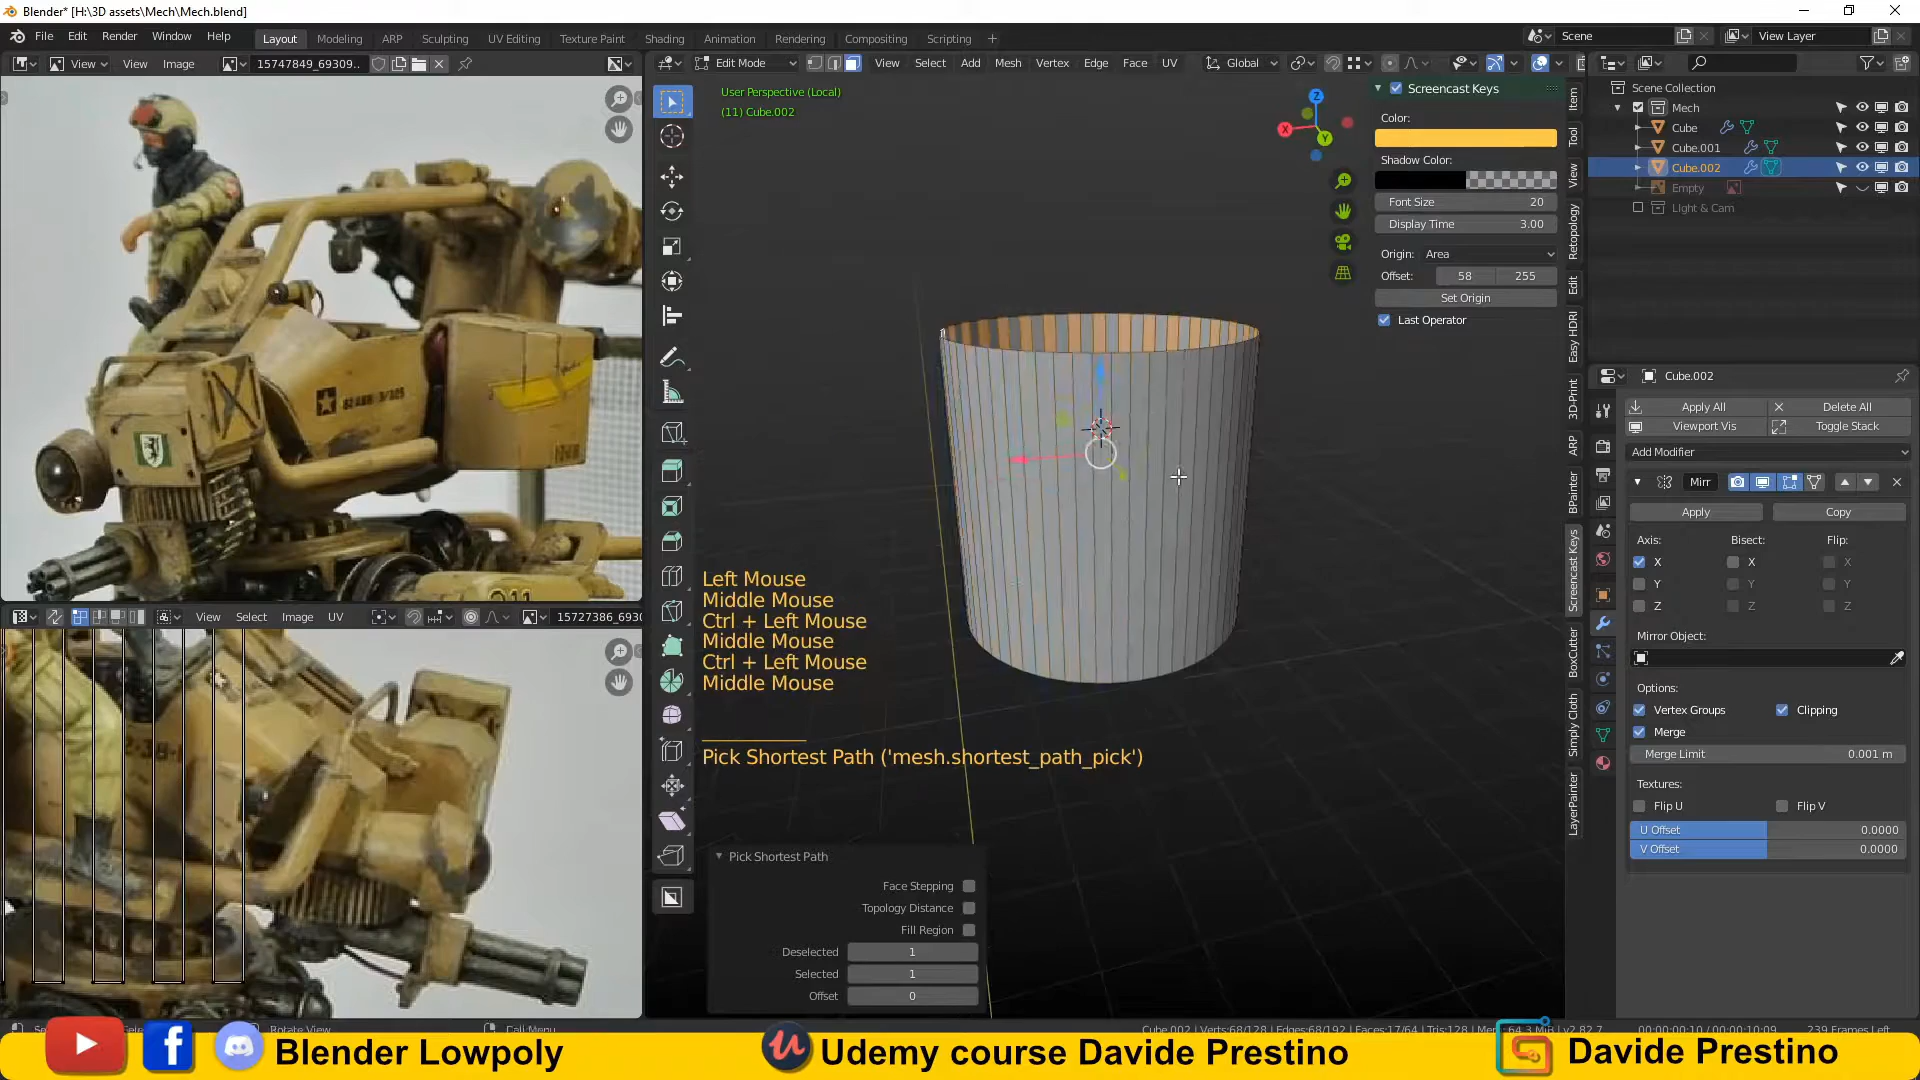 Blender* [H:\3D assets\Mech\Mech.blend]
File Edit Render Window Help
Layout Modeling ARP Sculpting UV Editing Texture Paint Shading Animation Rendering Compositing Scripting
Scene View Layer
View View Image 15747849_69309..
Edit Mode View Select Add Mesh Vertex Edge Face UV Global
User Perspective (Local)
(11) Cube.002
Screencast Keys
Color:
Shadow Color:
Font Size 20
Display Time 3.00
Origin: Area
Offset: 58 255
Set Origin
Last Operator
Item
Tool
View
Retopology
Edit
Easy HDRI
3D-Print
ARP
BPainter
Screencast Keys
BoxCutter
Simply Cloth
LayerPainter
Scene Collection
Mech
Cube
Cube.001
Cube.002
Empty
Light & Cam
Cube.002
Apply All Delete All
Viewport Vis Toggle Stack
Add Modifier
Mirr
Apply Copy
Axis: Bisect: Flip:
X X X
Y Y Y
Z Z Z
Mirror Object:
Options:
Vertex Groups Clipping
Merge
Merge Limit 0.001 m
Textures:
Flip U Flip V
U Offset 0.0000
V Offset 0.0000
View Select Image UV 15727386_6930
Left Mouse
Middle Mouse
Ctrl + Left Mouse
Middle Mouse
Ctrl + Left Mouse
Middle Mouse
Pick Shortest Path ('mesh.shortest_path_pick')
Pick Shortest Path
Face Stepping
Topology Distance
Fill Region
Deselected 1
Selected 1
Offset 0
Blender Lowpoly
Udemy course Davide Prestino
Davide Prestino